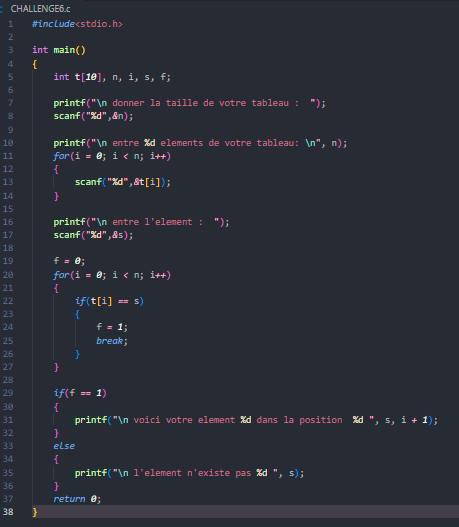 CHALLENGE6.c
1 #include<stdio.h>
2
3 int main()
4 {
5 int t[10], n, i, s, f;
6
7 printf("\n donner la taille de votre tableau :  ");
8 scanf("%d",&n);
9
10 printf("\n entre %d elements de votre tableau: \n", n);
11 for(i = 0; i < n; i++)
12 {
13 scanf("%d",&t[i]);
14 }
15
16 printf("\n entre l'element :  ");
17 scanf("%d",&s);
18
19 f = 0;
20 for(i = 0; i < n; i++)
21 {
22 if(t[i] == s)
23 {
24 f = 1;
25 break;
26 }
27 }
28
29 if(f == 1)
30 {
31 printf("\n voici votre element %d dans la position  %d ", s, i + 1);
32 }
33 else
34 {
35 printf("\n l'element n'existe pas %d ", s);
36 }
37 return 0;
38 }